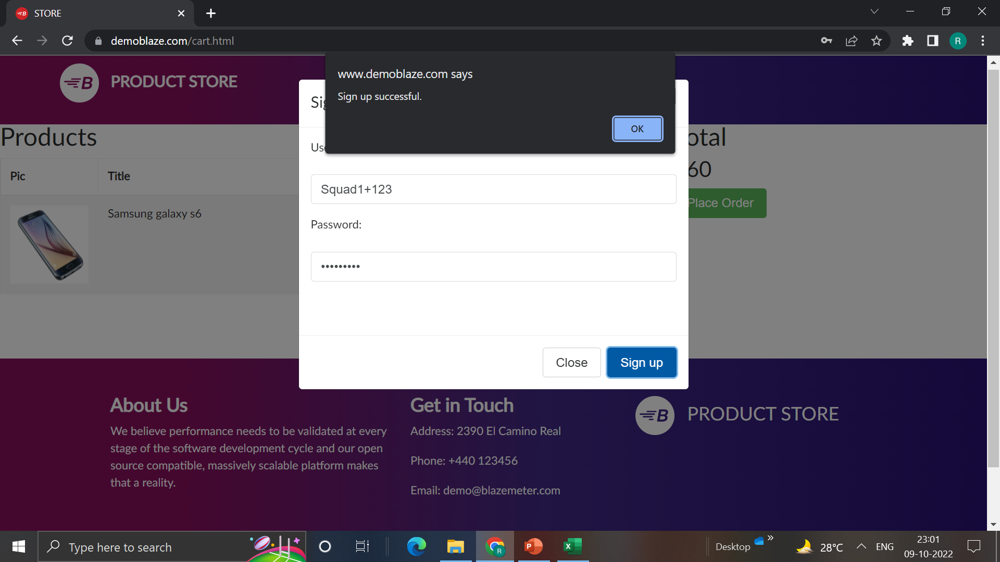 STORE
demoblaze.com/cart.html
R
B PRODUCT STORE
www.demoblaze.com says
Sign up successful.
OK
Products
Pic
Title
Samsung galaxy s6
Squad1+123
Password:
•••••••••
Close
Sign up
Place Order
About Us
We believe performance needs to be validated at every
stage of the software development cycle and our open
source compatible, massively scalable platform makes
that a reality.
Get in Touch
Address: 2390 El Camino Real
Phone: +440 123456
Email: demo@blazemeter.com
B PRODUCT STORE
Type here to search
Desktop
28°C
ENG
23:01
09-10-2022